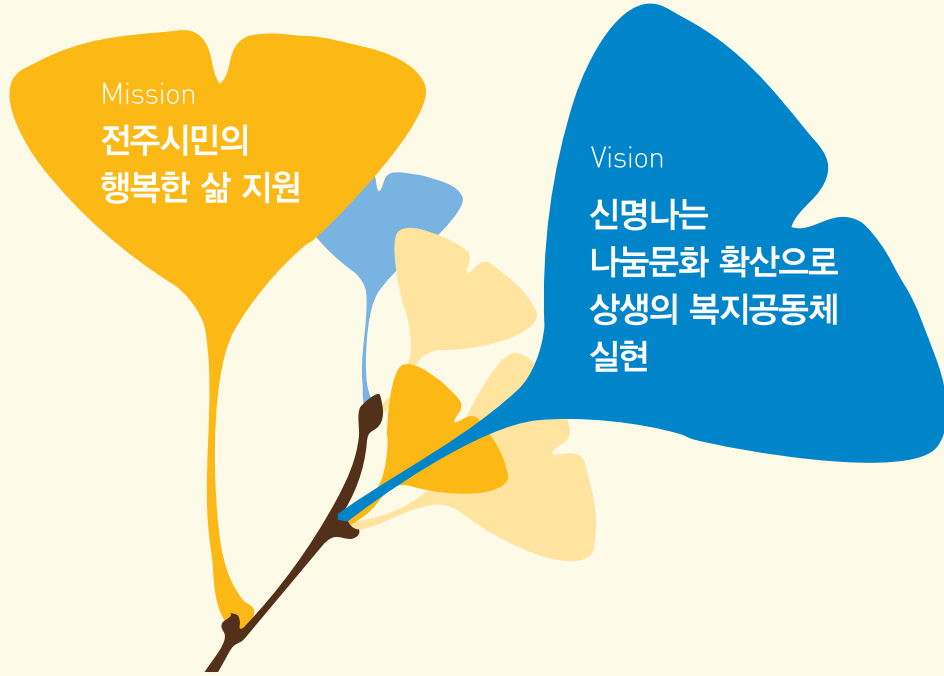 Mission
전주시민의
행복한 삶 지원
Vision
신명나는
나눔문화 확산으로
상생의 복지공동체
실현